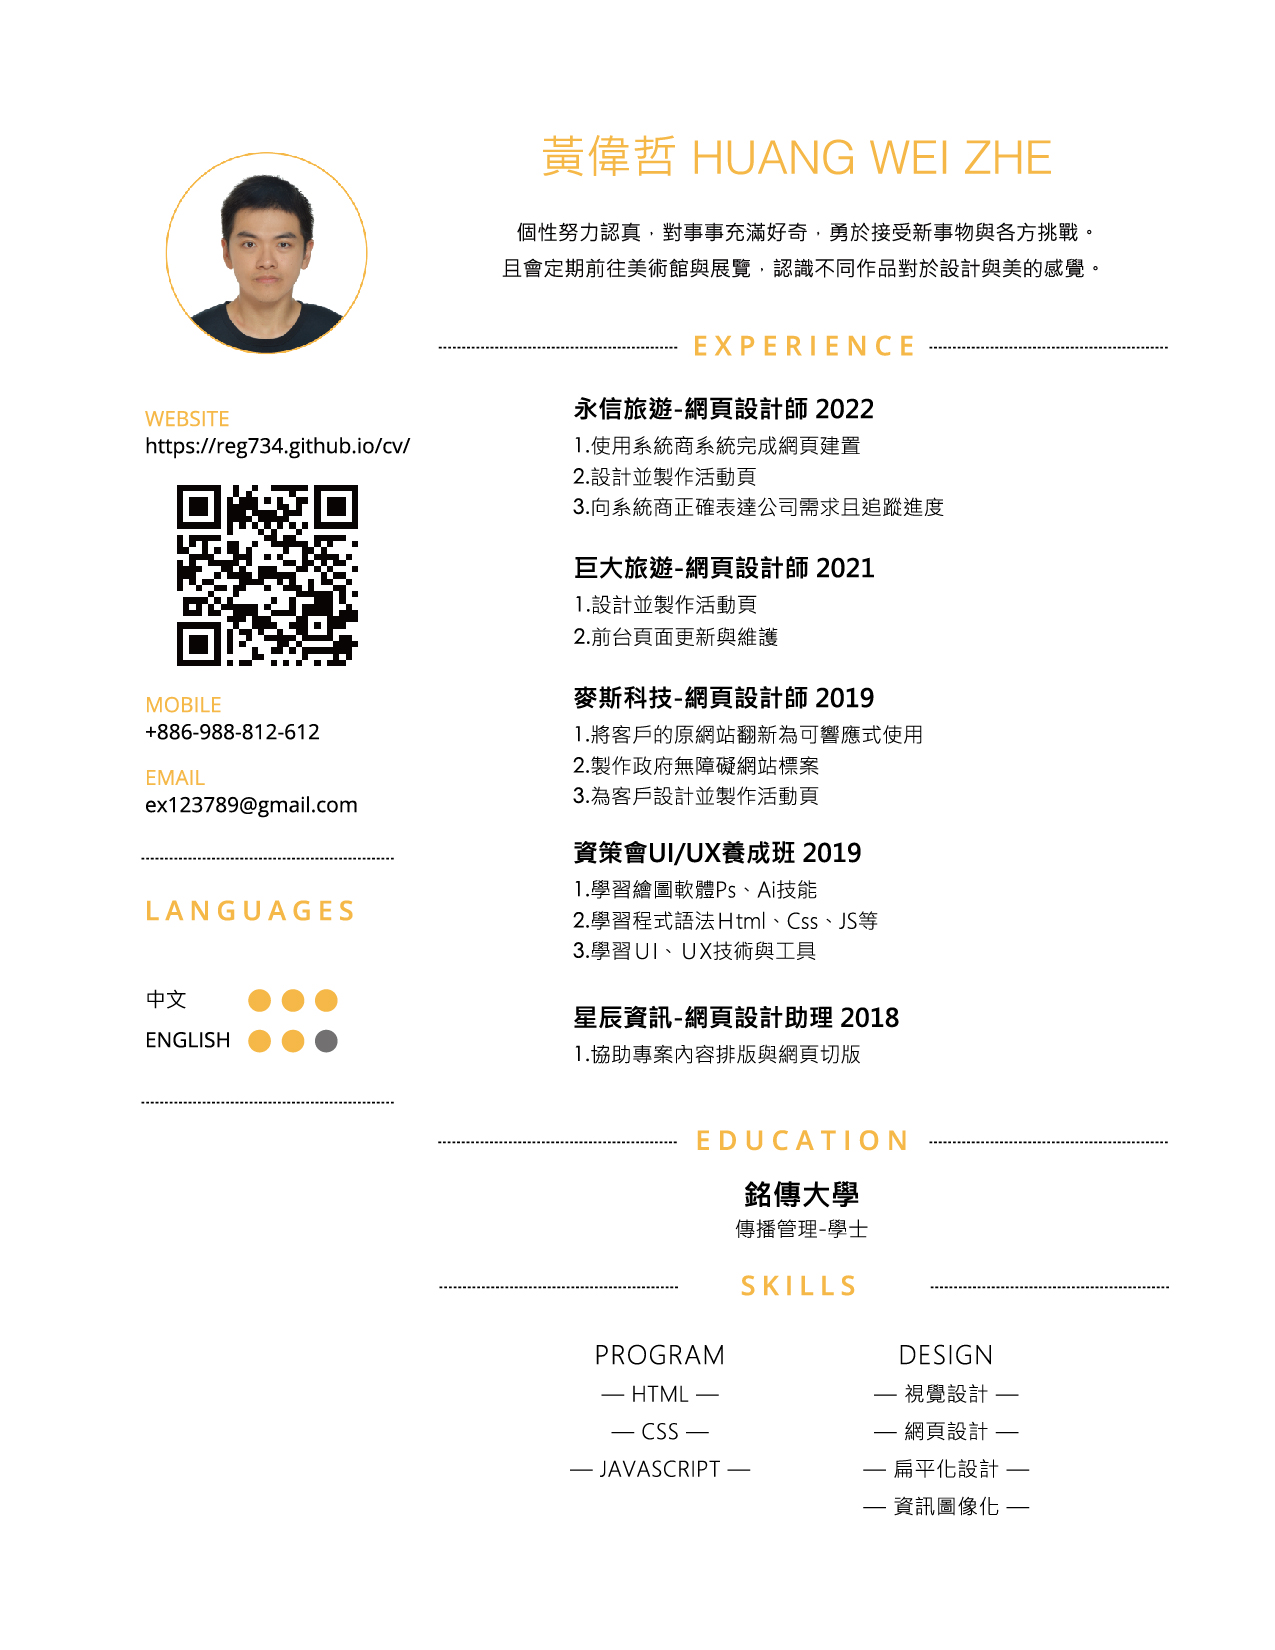 黃偉哲 HUANG WEI ZHE
個性努力認真，對事事充滿好奇，勇於接受新事物與各方挑戰。
且會定期前往美術館與展覽，認識不同作品對於設計與美的感覺。
WEBSITE
https://reg734.github.io/cv/
MOBILE
+886-988-812-612
EMAIL
ex123789@gmail.com
LANGUAGES
中文
ENGLISH
EXPERIENCE
永信旅遊-網頁設計師 2022
1.使用系統商系統完成網頁建置
2.設計並製作活動頁
3.向系統商正確表達公司需求且追蹤進度
巨大旅遊-網頁設計師 2021
1.設計並製作活動頁
2.前台頁面更新與維護
麥斯科技-網頁設計師 2019
1.將客戶的原網站翻新為可響應式使用
2.製作政府無障礙網站標案
3.為客戶設計並製作活動頁
資策會UI/UX養成班 2019
1.學習繪圖軟體Ps、Ai技能
2.學習程式語法Html、Css、JS等
3.學習UI、UX技術與工具
星辰資訊-網頁設計助理 2018
1.協助專案內容排版與網頁切版
EDUCATION
銘傳大學
傳播管理-學士
SKILLS
PROGRAM
— HTML —
— CSS —
— JAVASCRIPT —
DESIGN
— 視覺設計 —
— 網頁設計 —
— 扁平化設計 —
— 資訊圖像化 —